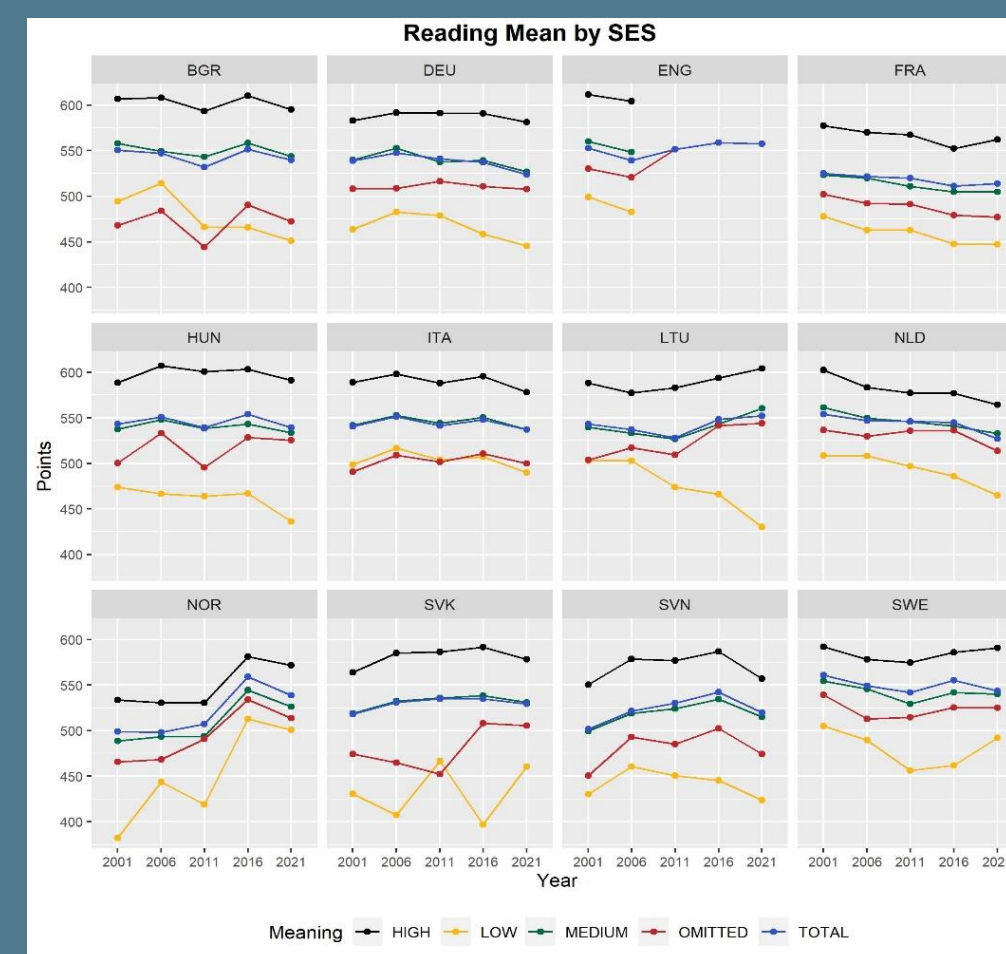 Reading Mean by SES
BGR DEU ENG FRA
600
550
500
450
400
HUN ITA LTU NLD
600
550
500
450
400
Points
NOR SVK SVN SWE
600
550
500
450
400
2001 2006 2011 2016 2021 2001 2006 2011 2016 2021 2001 2006 2011 2016 2021 2001 2006 2011 2016 202
Year
Meaning HIGH LOW MEDIUM OMITTED TOTAL